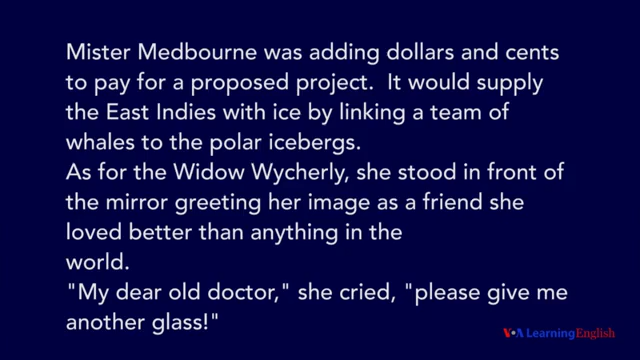 Mister Medbourne was adding dollars and cents
to pay for a proposed project.  It would supply
the East Indies with ice by linking a team of
whales to the polar icebergs.
As for the Widow Wycherly, she stood in front of
the mirror greeting her image as a friend she
loved better than anything in the
world.
"My dear old doctor," she cried, "please give me
another glass!"
VOA LearningEnglish